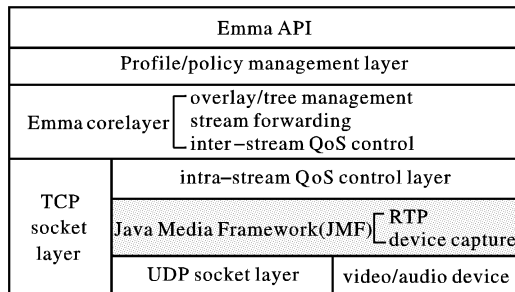 Emma API
Profile/policy management layer
Emma corelayer
overlay/tree management
stream forwarding
inter-stream QoS control
TCP
socket
layer
intra-stream QoS control layer
Java Media Framework(JMF)
RTP
device capture
UDP socket layer
video/audio device